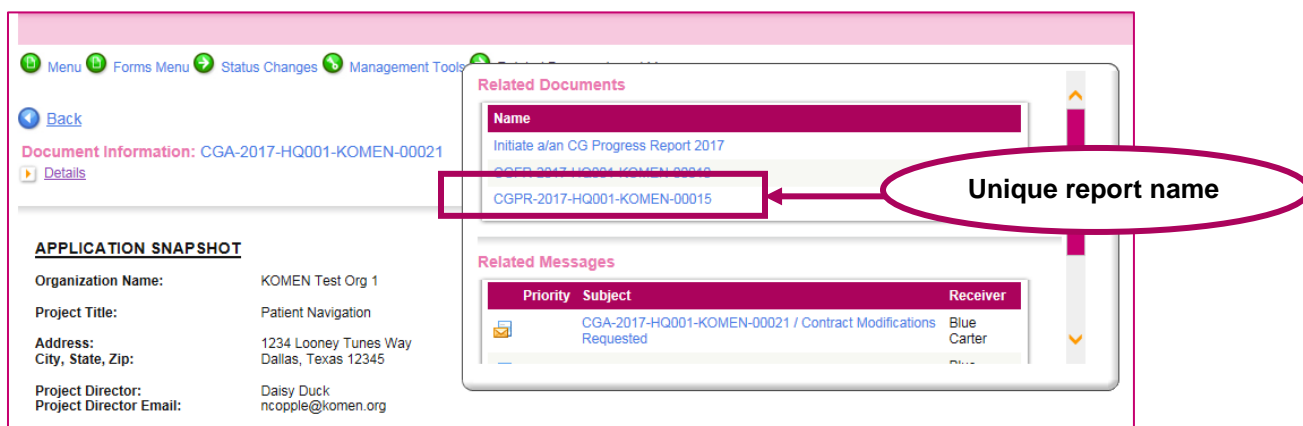 Menu Forms Menu Status Changes Management Tools
Back
Document Information: CGA-2017-HQ001-KOMEN-00021
Details
APPLICATION SNAPSHOT
Organization Name: KOMEN Test Org 1
Project Title: Patient Navigation
Address: 1234 Looney Tunes Way
City, State, Zip: Dallas, Texas 12345
Project Director: Daisy Duck
Project Director Email: ncopple@komen.org
Related Documents
Name
Initiate a/an CG Progress Report 2017
CGPR-2017-HQ001-KOMEN-00015
Unique report name
Related Messages
Priority Subject Receiver
CGA-2017-HQ001-KOMEN-00021 / Contract Modifications Blue
Requested Carter